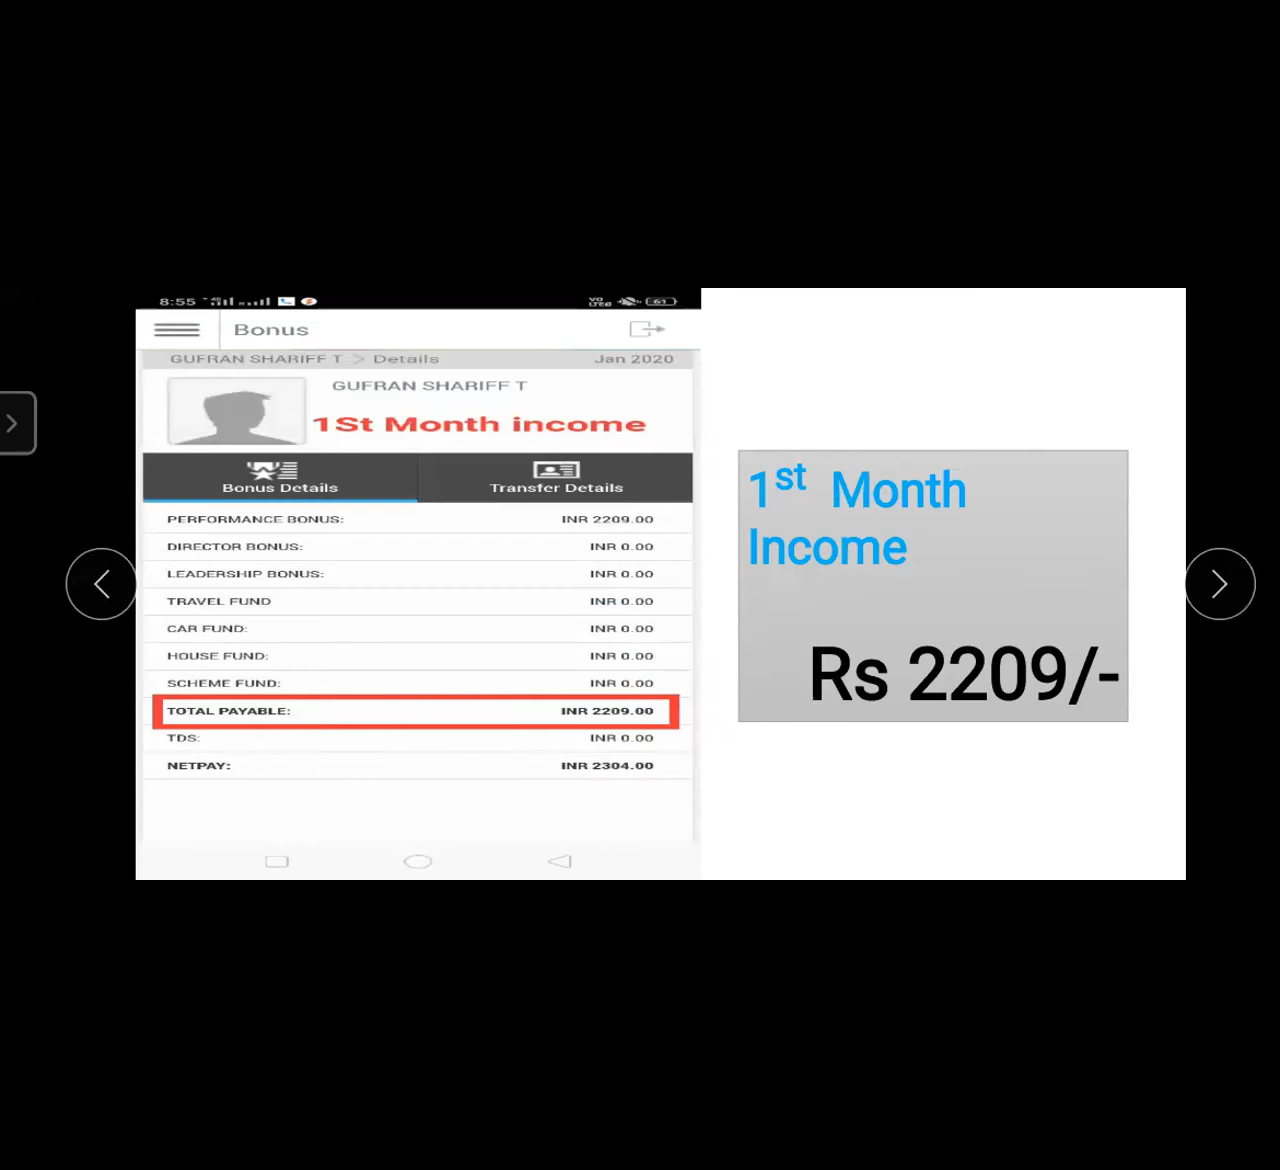 8:55
VO
LTE
61
Bonus
GUFRAN SHARIFF T > Details Jan 2020
GUFRAN SHARIFF T
1St Month income
Bonus Details Transfer Details
PERFORMANCE BONUS: INR 2209.00
DIRECTOR BONUS: INR 0.00
LEADERSHIP BONUS: INR 0.00
TRAVEL FUND INR 0.00
CAR FUND: INR 0.00
HOUSE FUND: INR 0.00
SCHEME FUND: INR 0.00
TOTAL PAYABLE: INR 2209.00
TDS: INR 0.00
NETPAY: INR 2304.00
1st Month
Income
Rs 2209/-